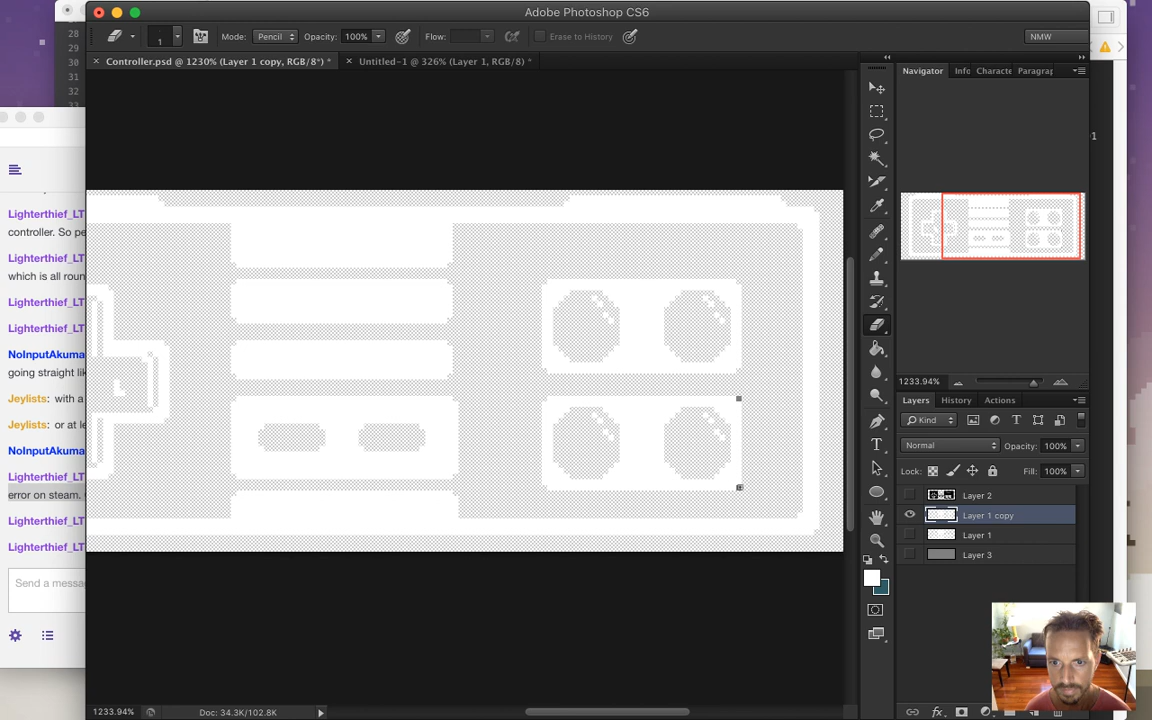 Adobe Photoshop CS6
28
29
30
31
32
1
Mode: Pencil
Opacity: 100%
Flow:
Erase to History
NMW
× Controller.psd @ 1230% (Layer 1 copy, RGB/8*) *
× Untitled-1 @ 326% (Layer 1, RGB/8) *
Navigator
Info
Characte
Paragrap
1233.94%
Layers
History
Actions
Kind
Normal
Opacity: 100%
Lock:
Fill: 100%
Layer 2
Layer 1 copy
Layer 1
Layer 3
Lighterthief_LT
controller. So pe
Lighterthief_LT
which is all roun
Lighterthief_LT
Lighterthief_LT
NoInputAkuma
going straight lik
Jeylists: with a
Jeylists: or at le
NoInputAkuma
Lighterthief_LT
error on steam.
Lighterthief_LT
Lighterthief_LT
Send a messa
1233.94%
Doc: 34.3K/102.8K